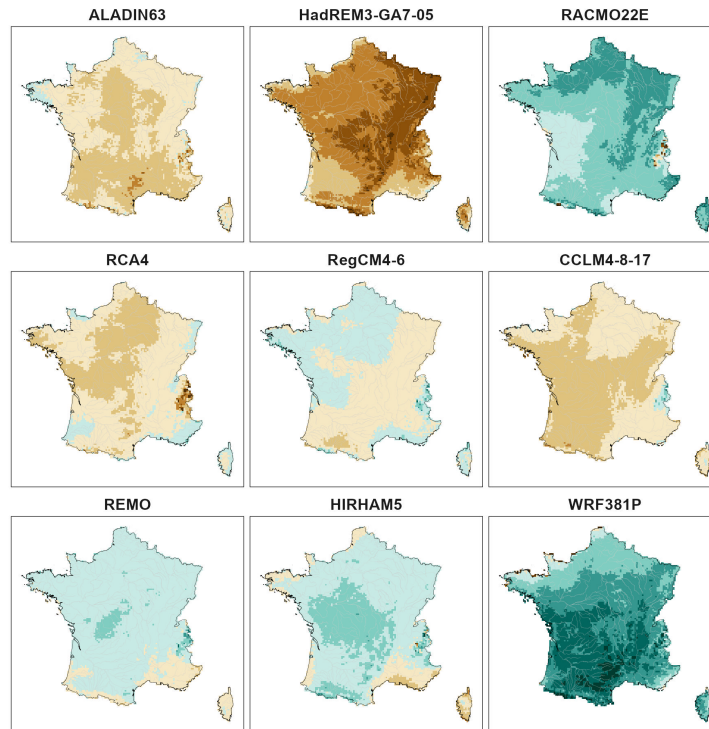 ALADIN63
HadREM3-GA7-05
RACMO22E
RCA4
RegCM4-6
CCLM4-8-17
REMO
HIRHAM5
WRF381P